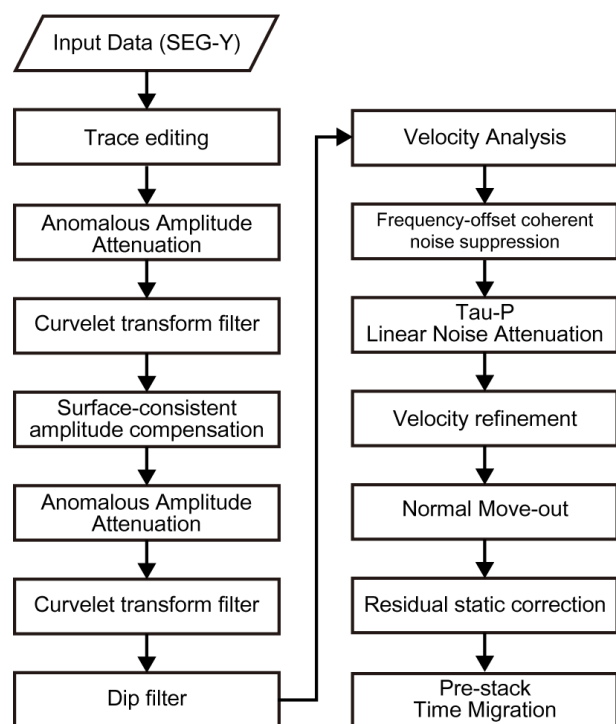 Input Data (SEG-Y)
Trace editing
Anomalous Amplitude
Attenuation
Curvelet transform filter
Surface-consistent
amplitude compensation
Anomalous Amplitude
Attenuation
Curvelet transform filter
Dip filter
Velocity Analysis
Frequency-offset coherent
noise suppression
Tau-P
Linear Noise Attenuation
Velocity refinement
Normal Move-out
Residual static correction
Pre-stack
Time Migration